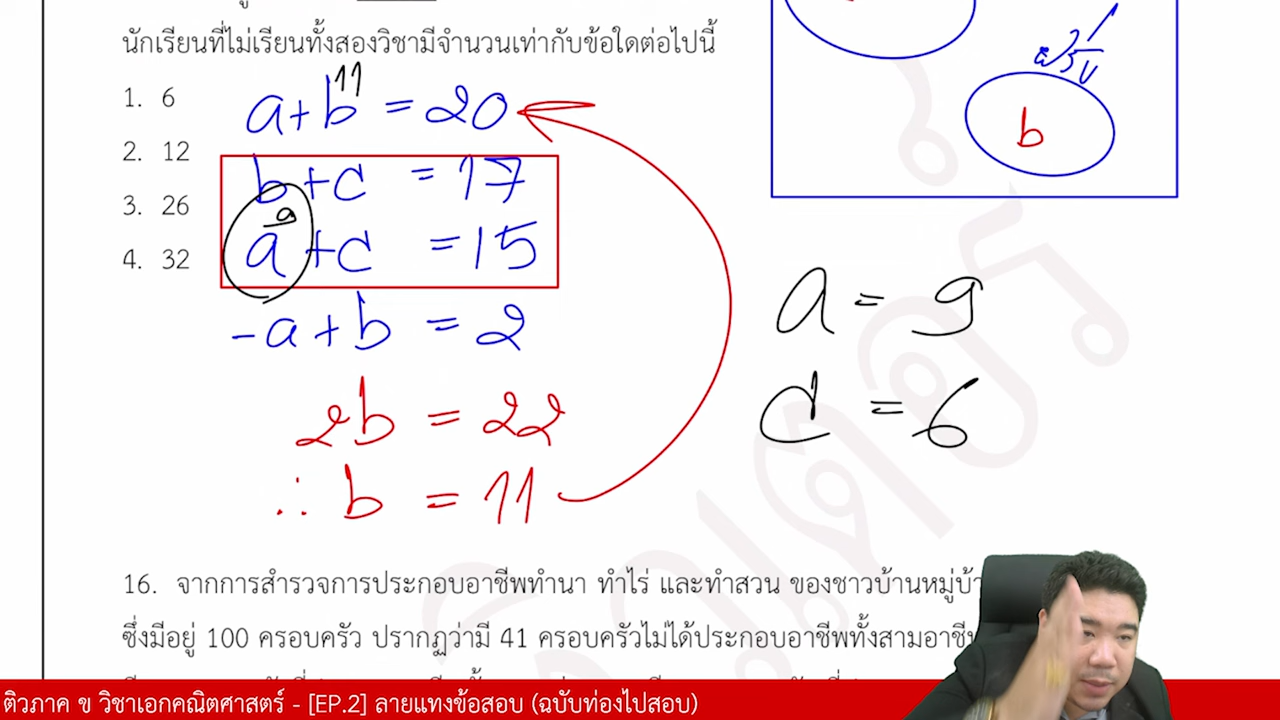 นักเรียนที่ไม่เรียนทั้งสองวิชามีจำนวนเท่ากับข้อใดต่อไปนี้
1. 6
2. 12
3. 26
4. 32
11
a+b = 20
b+c = 17
a
a+c = 15
-a+b = 2
2b = 22
∴ b = 11
b
a = 9
c = 6
16. จากการสำรวจการประกอบอาชีพทำนา ทำไร่ และทำสวน ของชาวบ้าน
ซึ่งมีอยู่ 100 ครอบครัว ปรากฏว่ามี 41 ครอบครัวไม่ได้ประกอบอาชีพทั้งสาม
ติวภาค ข วิชาเอกคณิตศาสตร์ - [EP.2] ลายแทงข้อสอบ (ฉบับท่องไปสอบ)